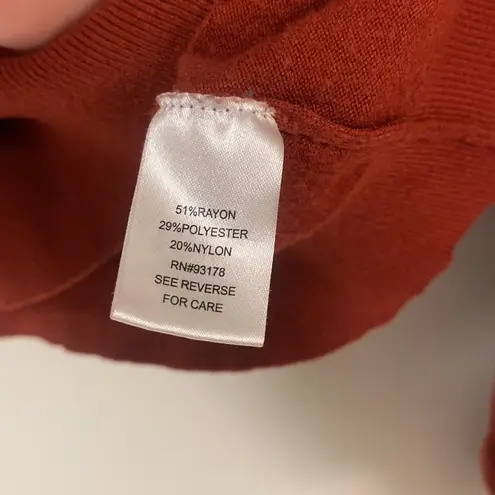 51%RAYON
29%POLYESTER
20%NYLON
RN#93178
SEE REVERSE
FOR CARE